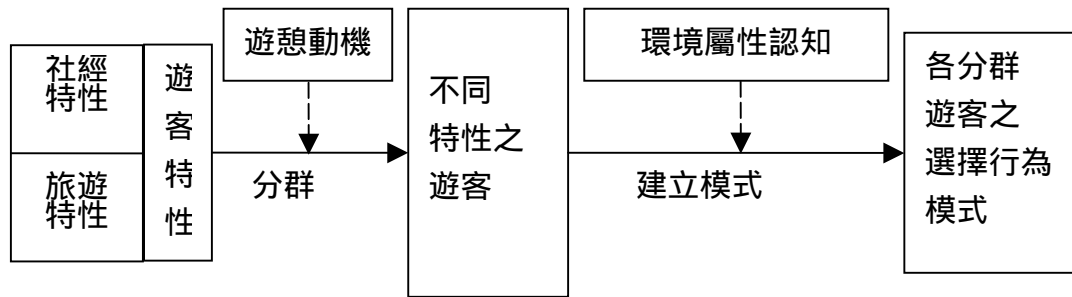 社經
特性
旅遊
特性
遊
客
特
性
遊憩動機
分群
不同
特性之
遊客
環境屬性認知
建立模式
各分群
遊客之
選擇行為
模式